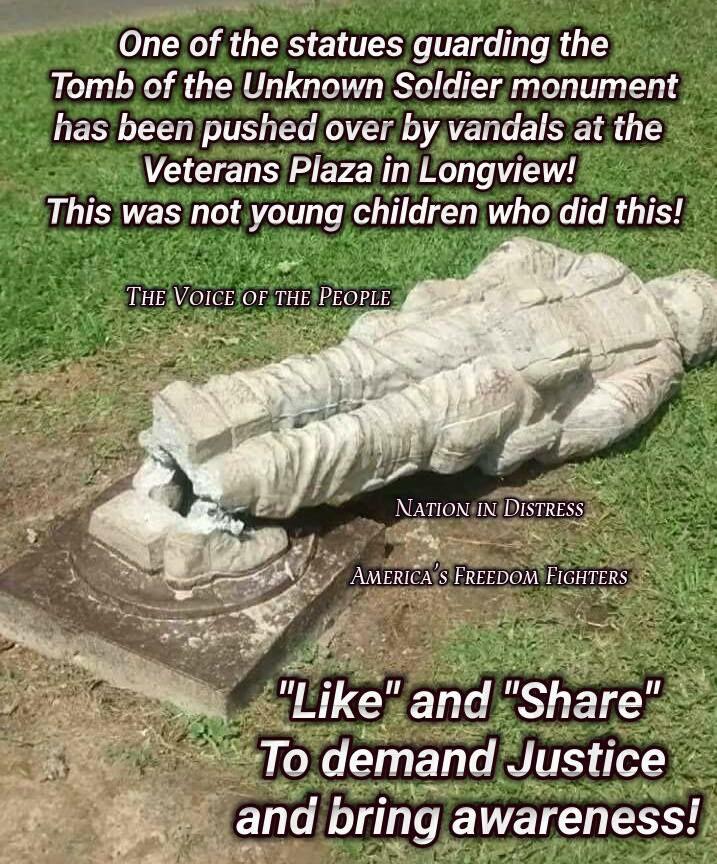 One of the statues guarding the
Tomb of the Unknown Soldier monument
has been pushed over by vandals at the
Veterans Plaza in Longview!
This was not young children who did this!
The Voice of the People
Nation in Distress
America's Freedom Fighters
"Like" and "Share"
To demand Justice
and bring awareness!